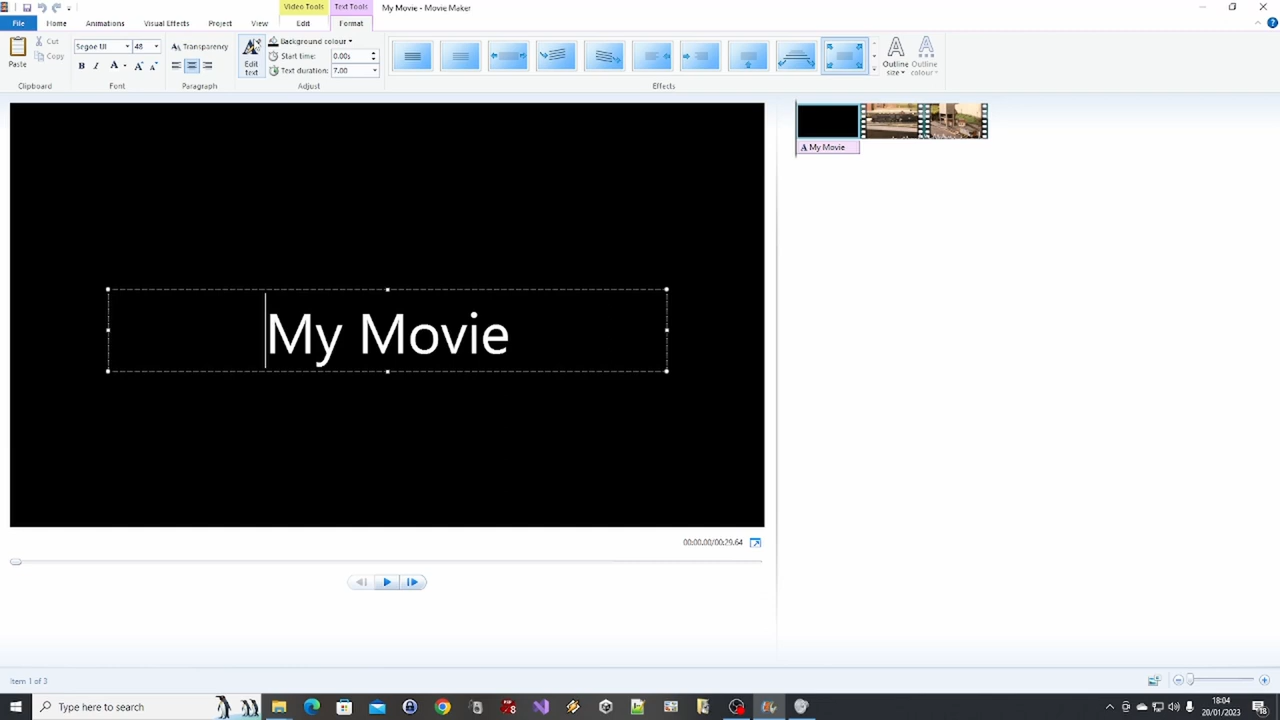 Video Tools
Text Tools
My Movie - Movie Maker
File
Home
Animations
Visual Effects
Project
View
Edit
Format
Paste
Cut
Copy
Clipboard
Segoe UI
48
B I A A A
Font
Transparency
Paragraph
Edit text
Background colour
Start time: 0.00s
Text duration: 7.00
Adjust
Effects
Outline size
Outline colour
A My Movie
My Movie
00:00.00/00:29.64
Item 1 of 3
Type here to search
18:04
20/01/2023